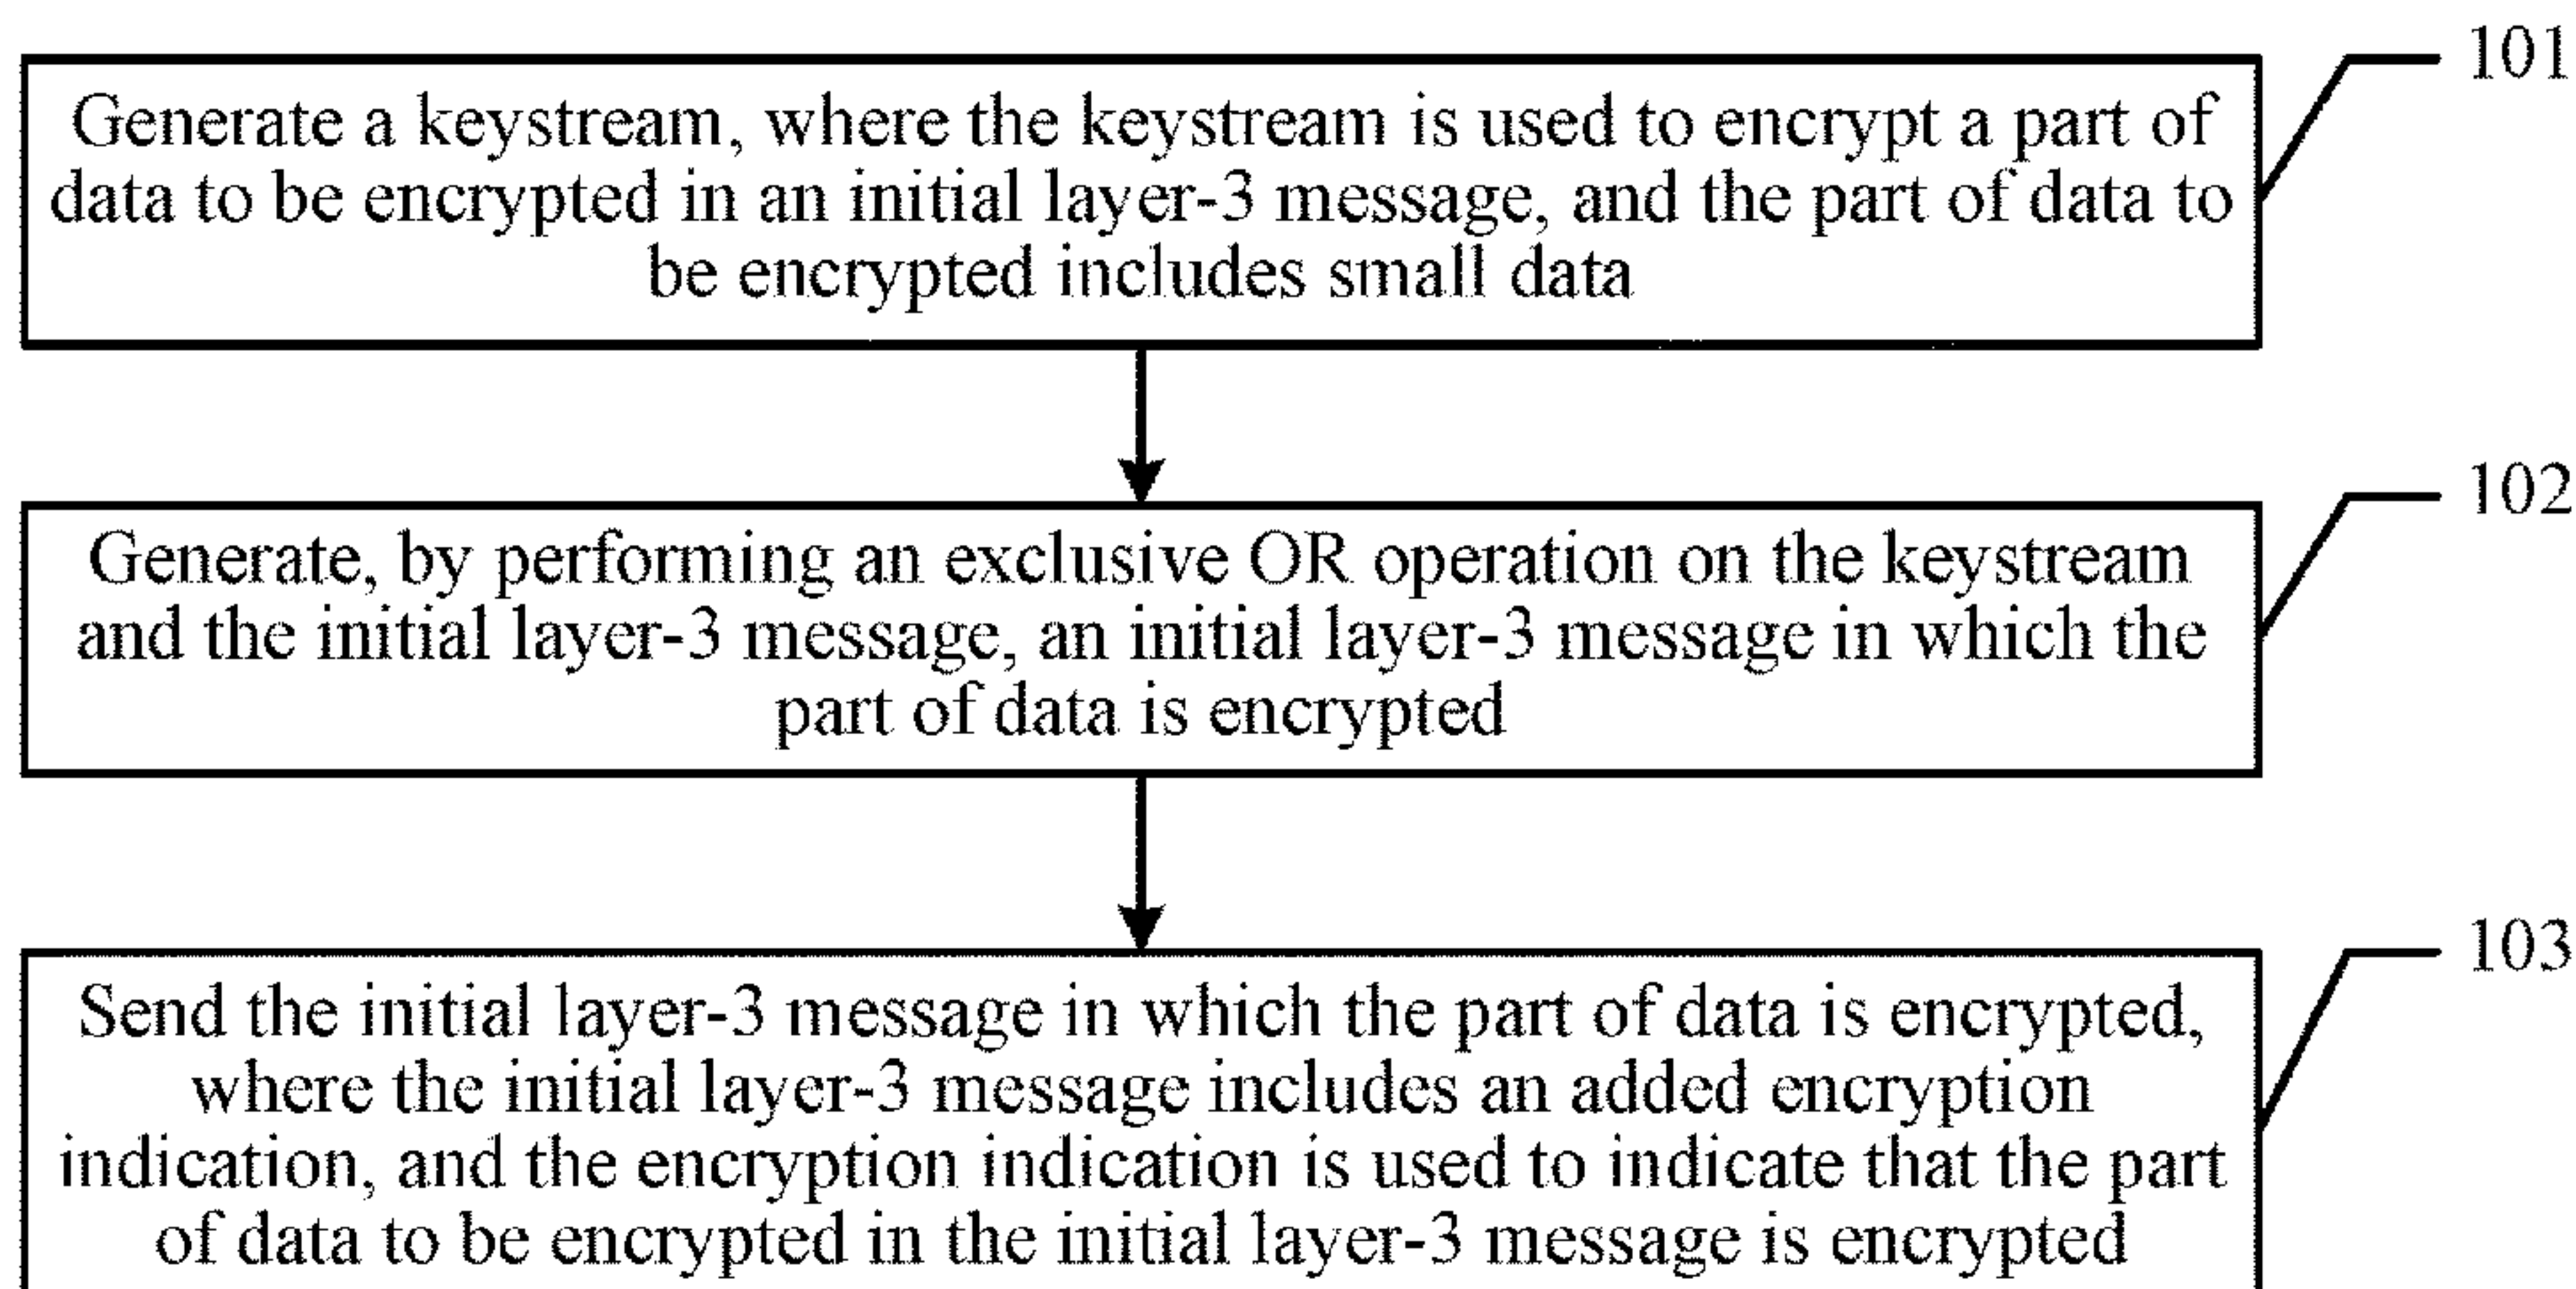 101
Generate a keystream, where the keystream is used to encrypt a part of
data to be encrypted in an initial layer-3 message, and the part of data to
be encrypted includes small data
102
Generate, by performing an exclusive OR operation on the keystream
and the initial layer-3 message, an initial layer-3 message in which the
part of data is encrypted
103
Send the initial layer-3 message in which the part of data is encrypted,
where the initial layer-3 message includes an added encryption
indication, and the encryption indication is used to indicate that the part
of data to be encrypted in the initial layer-3 message is encrypted